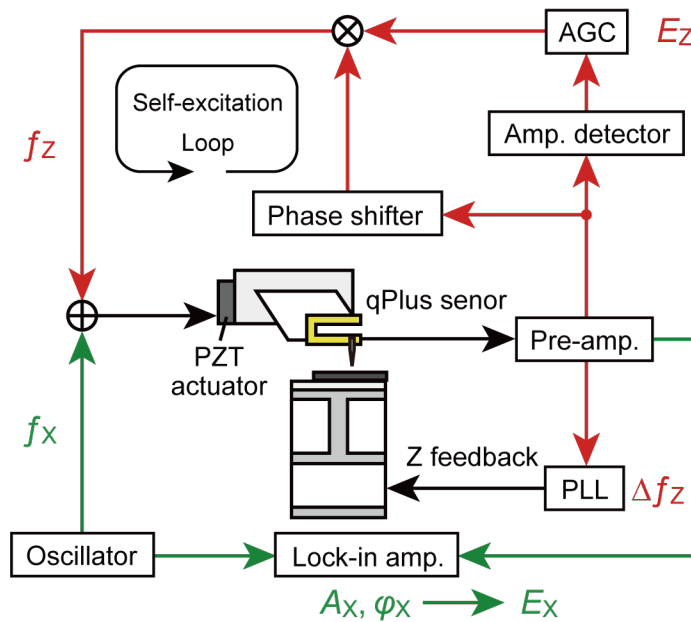 AGC
E_Z
Self-excitation
Loop
Amp. detector
f_Z
Phase shifter
qPlus senor
Pre-amp.
PZT
actuator
f_X
Z feedback
PLL
Δf_Z
Oscillator
Lock-in amp.
A_X, φ_X → E_X